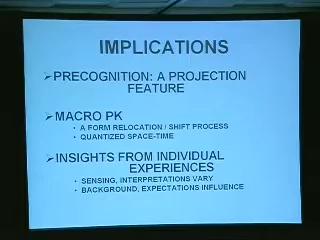 IMPLICATIONS
➢PRECOGNITION: A PROJECTION
FEATURE
➢MACRO PK
• A FORM RELOCATION / SHIFT PROCESS
• QUANTIZED SPACE-TIME
➢INSIGHTS FROM INDIVIDUAL
EXPERIENCES
• SENSING, INTERPRETATIONS VARY
• BACKGROUND, EXPECTATIONS INFLUENCE